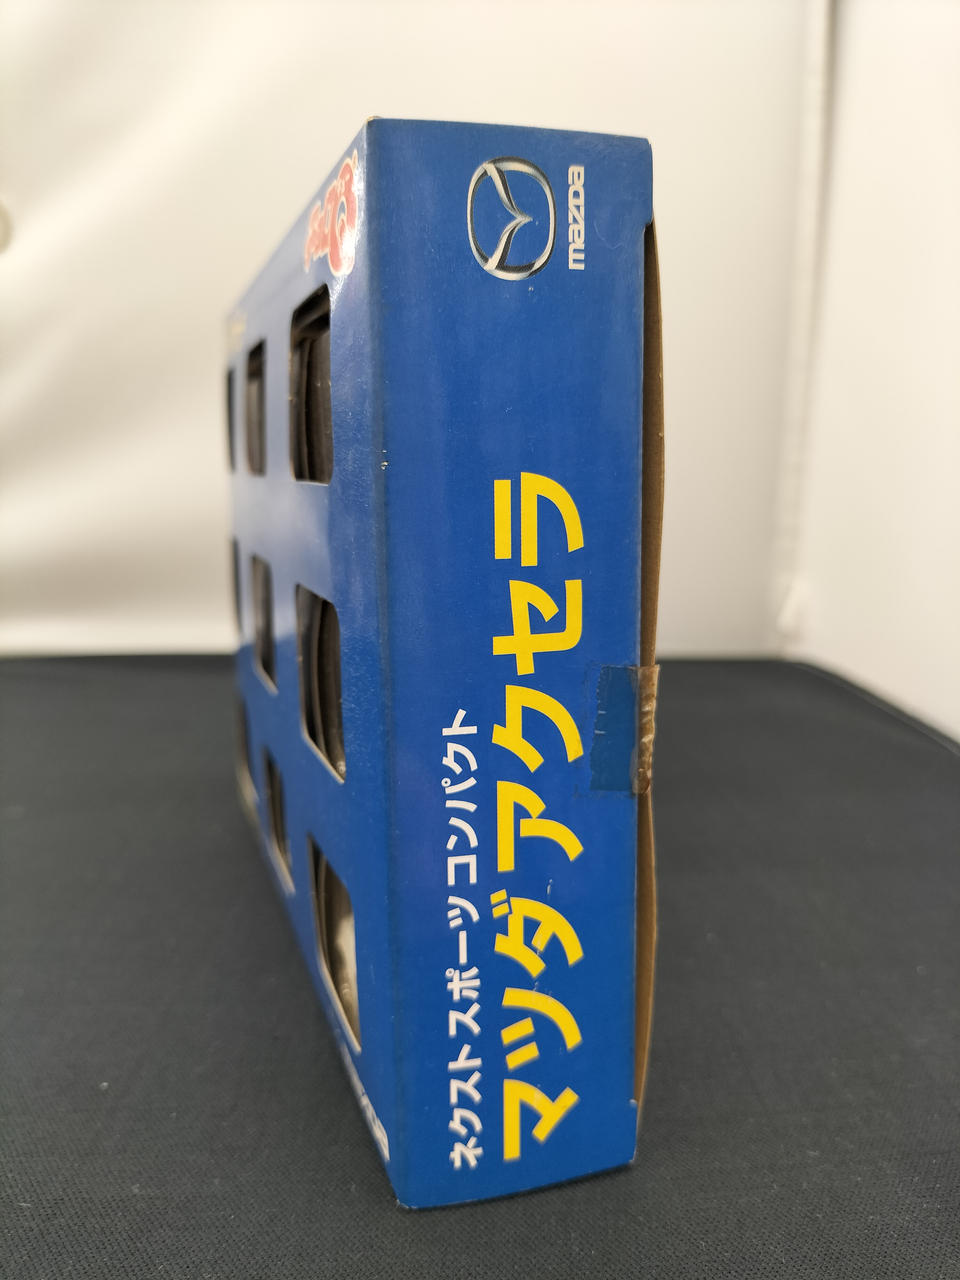 mazda
ネクスト スポーツ コンパクト
マツダ アクセラ